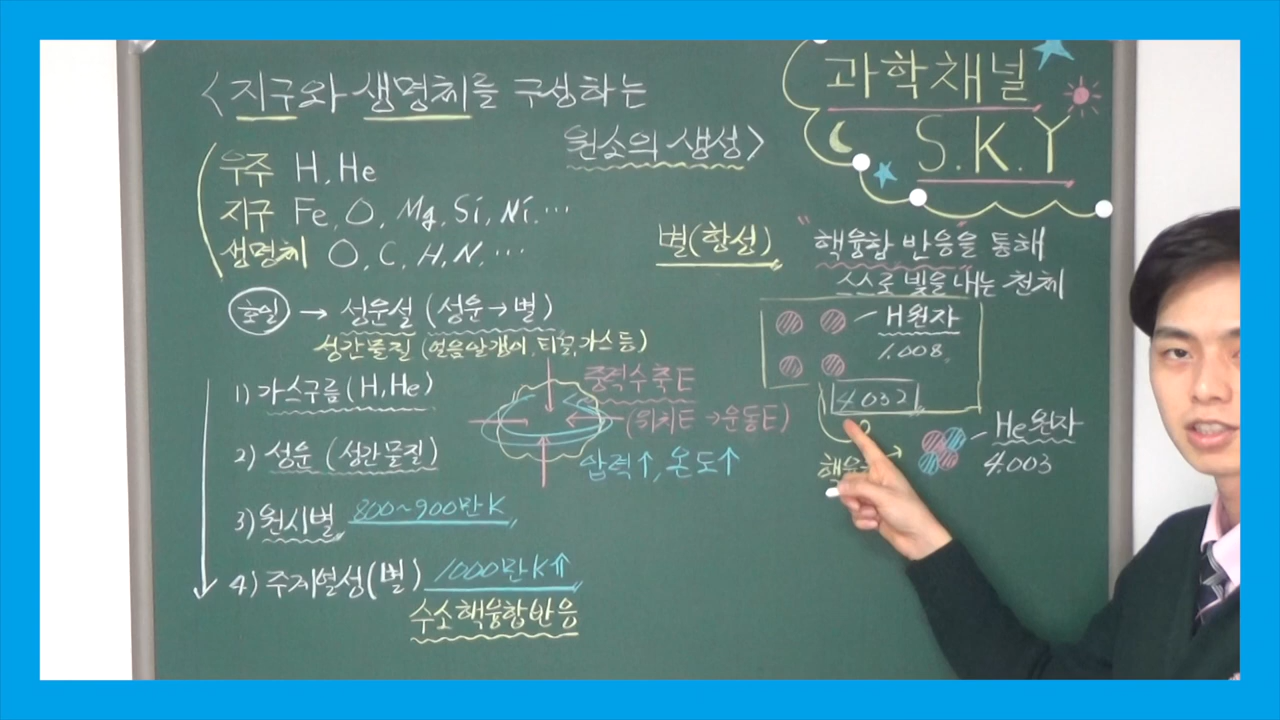 <지구와 생명체를 구성하는
원소의 생성>
과학채널
S.K.Y
우주 H, He
지구 Fe, O, Mg, Si, Ni, ...
생명체 O, C, H, N, ...
호일 → 성운설 (성운→별)
성간물질 (얼음알갱이, 티끌, 가스 등)
1) 가스구름 (H, He)
2) 성운 (성간물질)
3) 원시별 800~900만K
4) 주계열성(별) 1000만K⇑
수소핵융합반응
중력수축E
(위치E → 운동E)
압력↑, 온도↑
별(항성) "핵융합 반응"을 통해
스스로 빛을 내는 천체
H원자
1.008
4.032
He원자
4.003